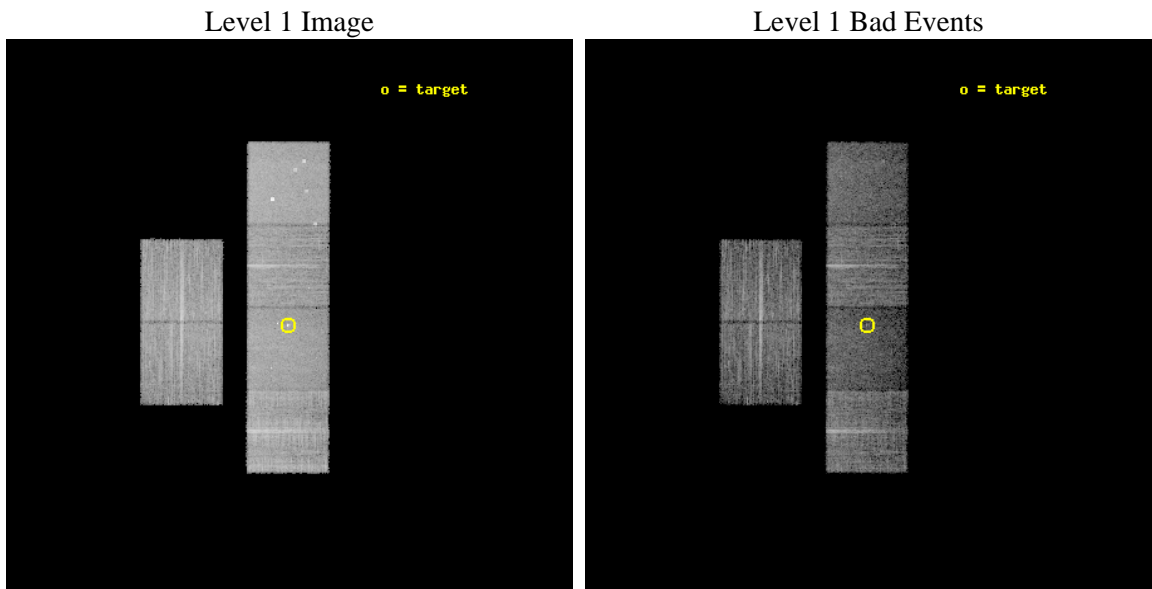 Level 1 Image
Level 1 Bad Events
o = target
o = target